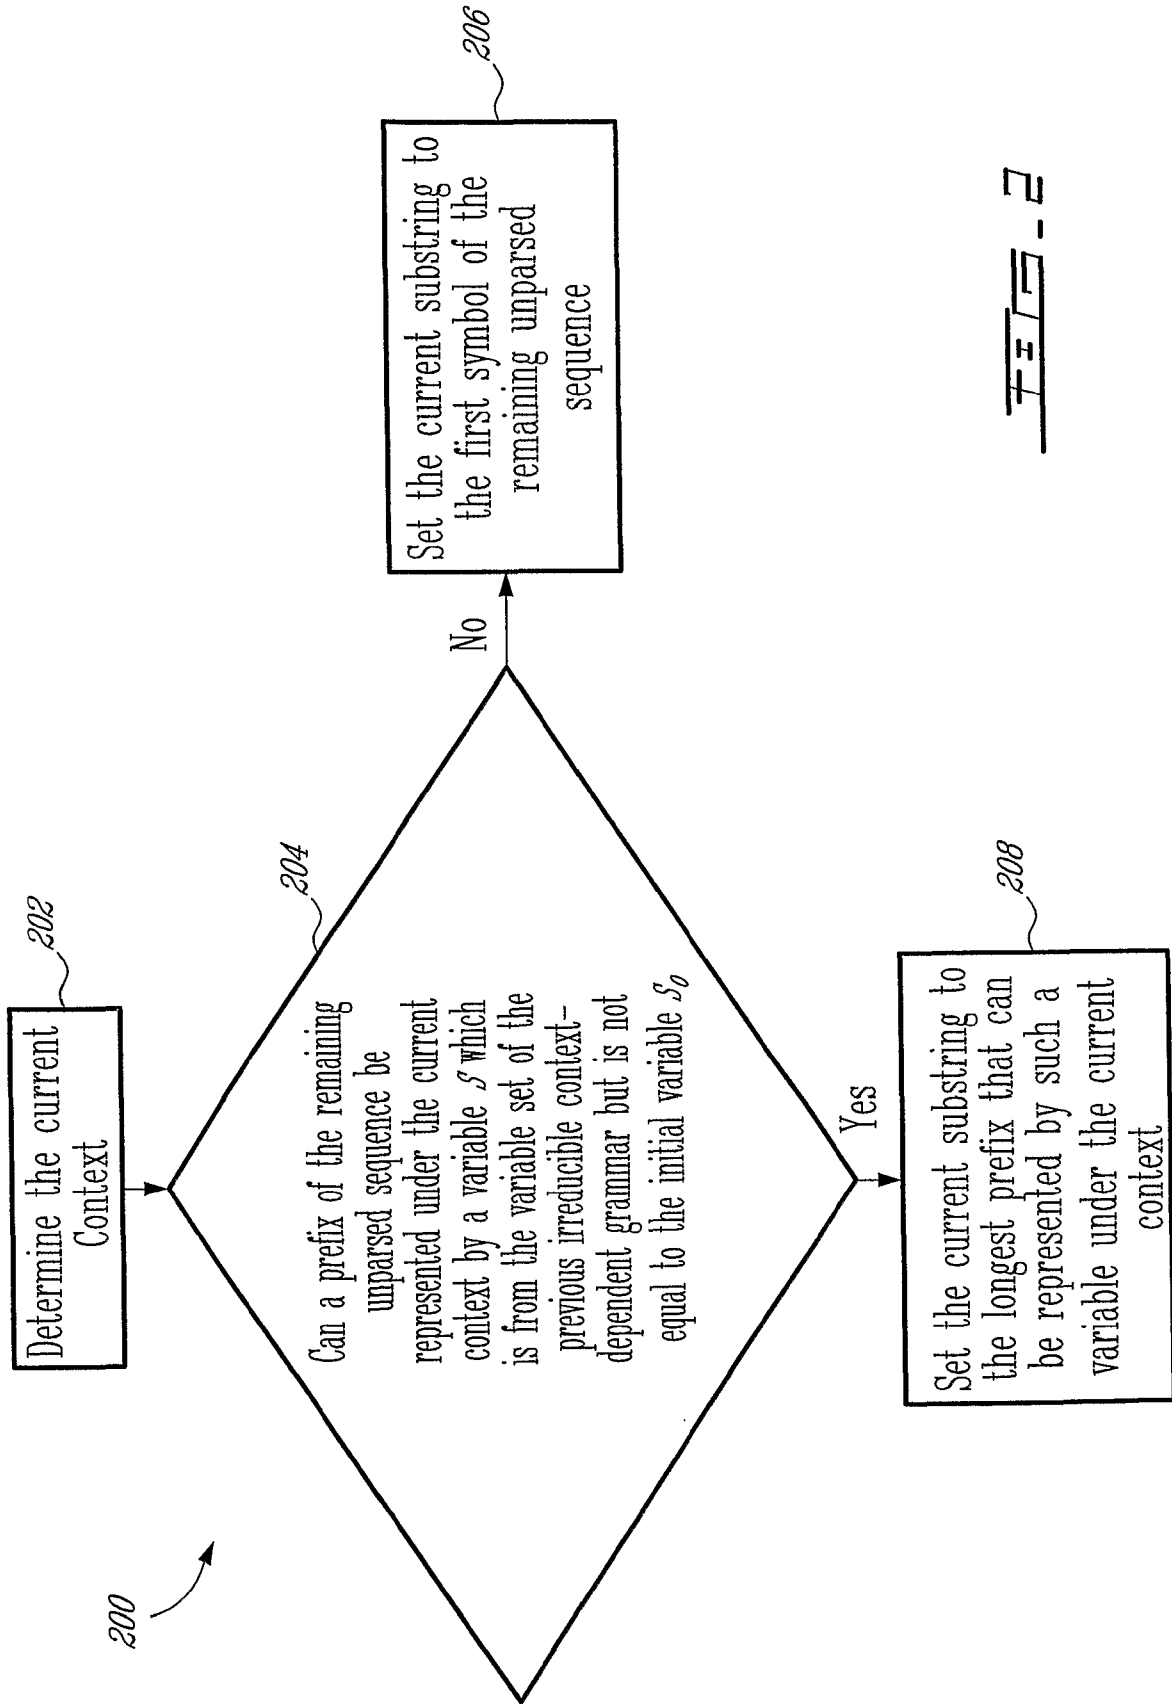 200
202
Determine the current
Context
204
Can a prefix of the remaining
unparsed sequence be
represented under the current
context by a variable S which
is from the variable set of the
previous irreducible context-
dependent grammar but is not
equal to the initial variable S₀
No
206
Set the current substring to
the first symbol of the
remaining unparsed
sequence
Yes
208
Set the current substring to
the longest prefix that can
be represented by such a
variable under the current
context
FIG-2